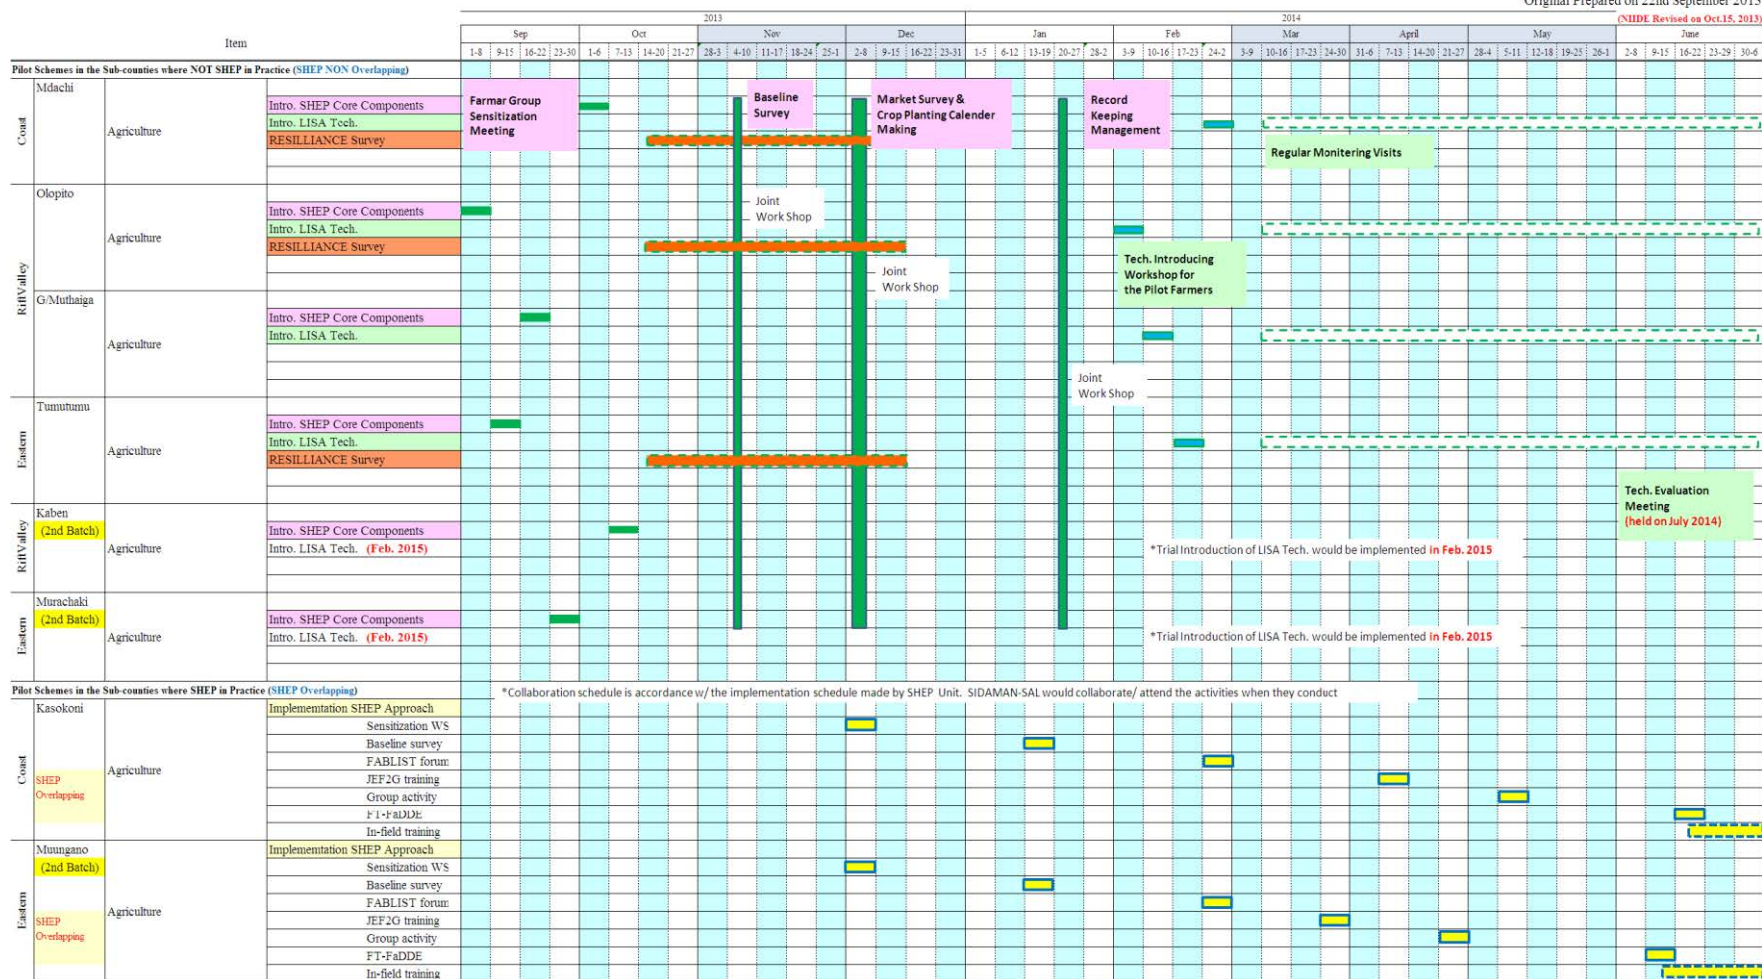 Original Prepared on 22nd September 2013
(NIIDE Revised on Oct.15, 2013)
Item
2013
2014
Sep
Oct
Nov
Dec
Jan
Feb
Mar
April
May
June
1-8 9-15 16-22 23-30 1-6 7-13 14-20 21-27 28-3 4-10 11-17 18-24 25-1 2-8 9-15 16-22 23-31 1-5 6-12 13-19 20-27 28-2 3-9 10-16 17-23 24-2 3-9 10-16 17-23 24-30 31-6 7-13 14-20 21-27 28-4 5-11 12-18 19-25 26-1 2-8 9-15 16-22 23-29 30-6
Pilot Schemes in the Sub-counties where NOT SHEP in Practice (SHEP NON Overlapping)
Coast
Mdachi
Agriculture
Intro. SHEP Core Components
Intro. LISA Tech.
RESILLIANCE Survey
Farmar Group
Sensitization
Meeting
Baseline
Survey
Market Survey &
Crop Planting Calender
Making
Record
Keeping
Management
Regular Monitering Visits
RiftValley
Olopito
Agriculture
Intro. SHEP Core Components
Intro. LISA Tech.
RESILLIANCE Survey
Joint
Work Shop
Joint
Work Shop
Tech. Introducing
Workshop for
the Pilot Farmers
G/Muthaiga
Agriculture
Intro. SHEP Core Components
Intro. LISA Tech.
Joint
Work Shop
Eastern
Tumutumu
Agriculture
Intro. SHEP Core Components
Intro. LISA Tech.
RESILLIANCE Survey
Tech. Evaluation
Meeting
(held on July 2014)
RiftValley
Kaben
(2nd Batch)
Agriculture
Intro. SHEP Core Components
Intro. LISA Tech. (Feb. 2015)
*Trial Introduction of LISA Tech. would be implemented in Feb. 2015
Eastern
Murachaki
(2nd Batch)
Agriculture
Intro. SHEP Core Components
Intro. LISA Tech. (Feb. 2015)
*Trial Introduction of LISA Tech. would be implemented in Feb. 2015
Pilot Schemes in the Sub-counties where SHEP in Practice (SHEP Overlapping)
*Collaboration schedule is accordance w/ the implementation schedule made by SHEP Unit. SIDAMAN-SAL would collaborate/ attend the activities when they conduct
Coast
Kasokoni
SHEP
Overlapping
Agriculture
Implementation SHEP Approach
Sensitization WS
Baseline survey
FABLIST forum
JEF2G training
Group activity
FT-FaDDE
In-field training
Eastern
Muungano
(2nd Batch)
SHEP
Overlapping
Agriculture
Implementation SHEP Approach
Sensitization WS
Baseline survey
FABLIST forum
JEF2G training
Group activity
FT-FaDDE
In-field training